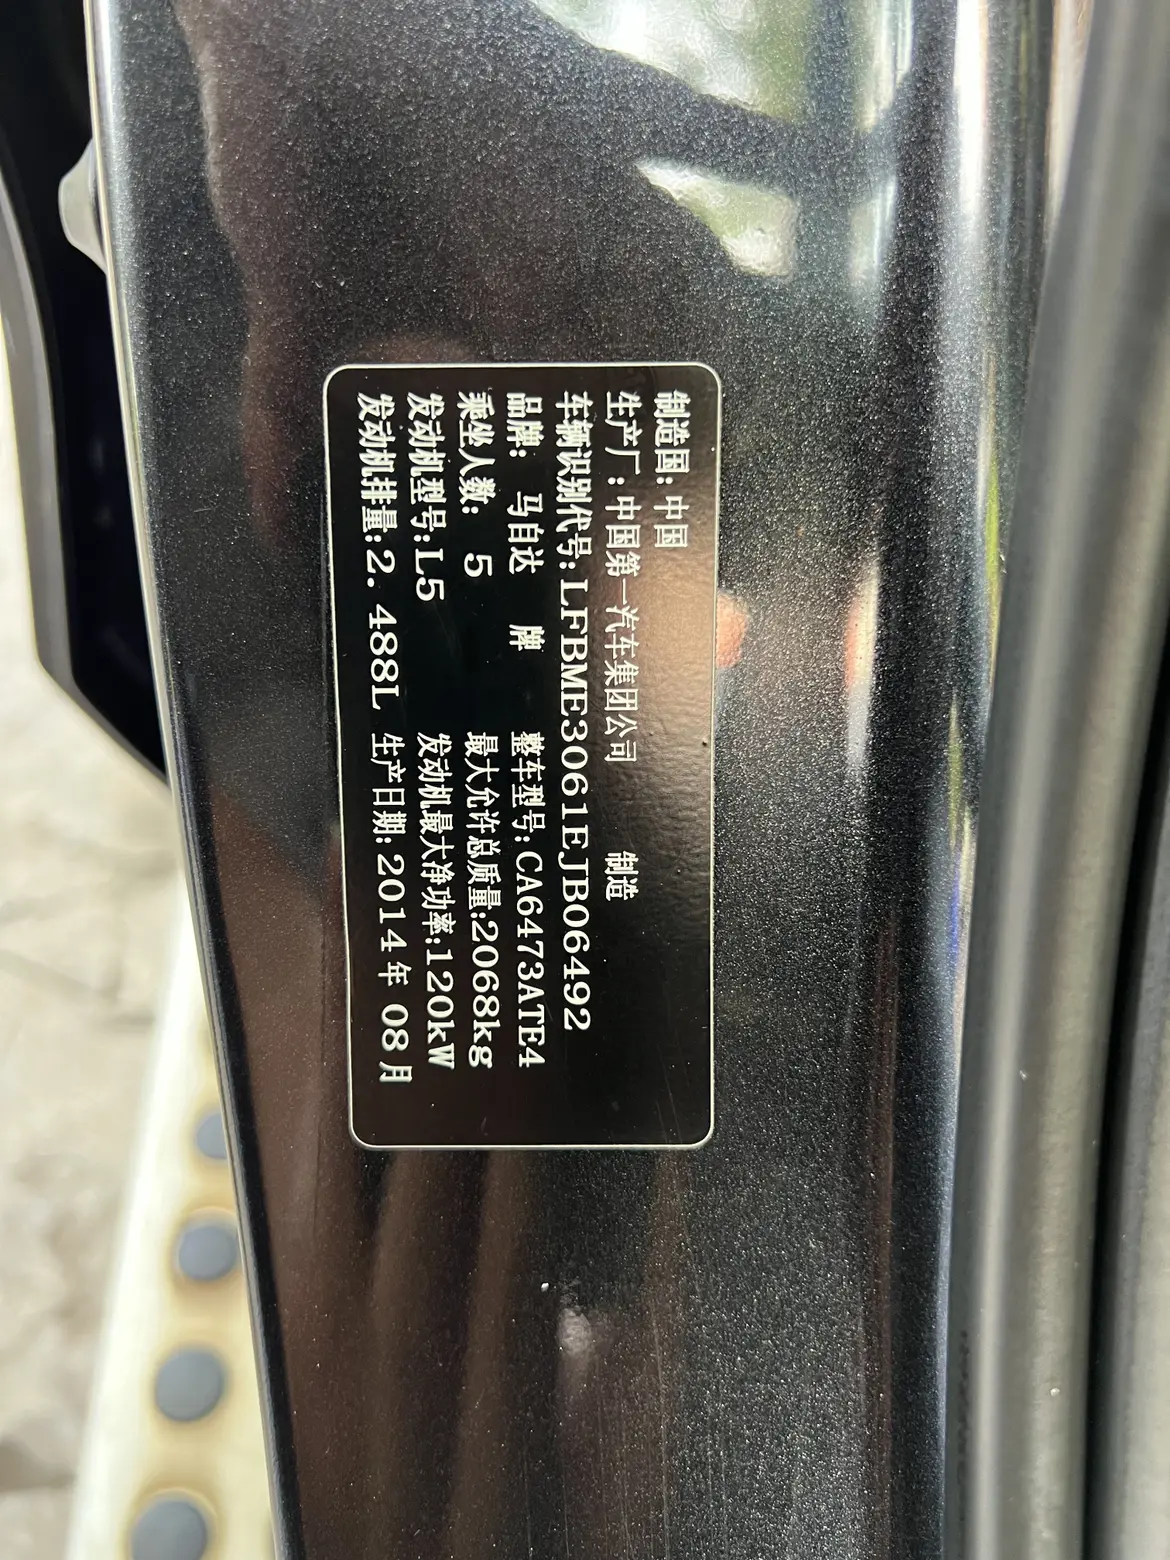 制造国:中国
生产厂:中国第一汽车集团公司 制造
车辆识别代号:LFBME3061EJB06492
品牌: 马自达 牌 整车型号:CA6473ATE4
乘坐人数: 5 最大允许总质量:2068kg
发动机型号:L5 发动机最大净功率:120kW
发动机排量:2.488L 生产日期:2014年 08月